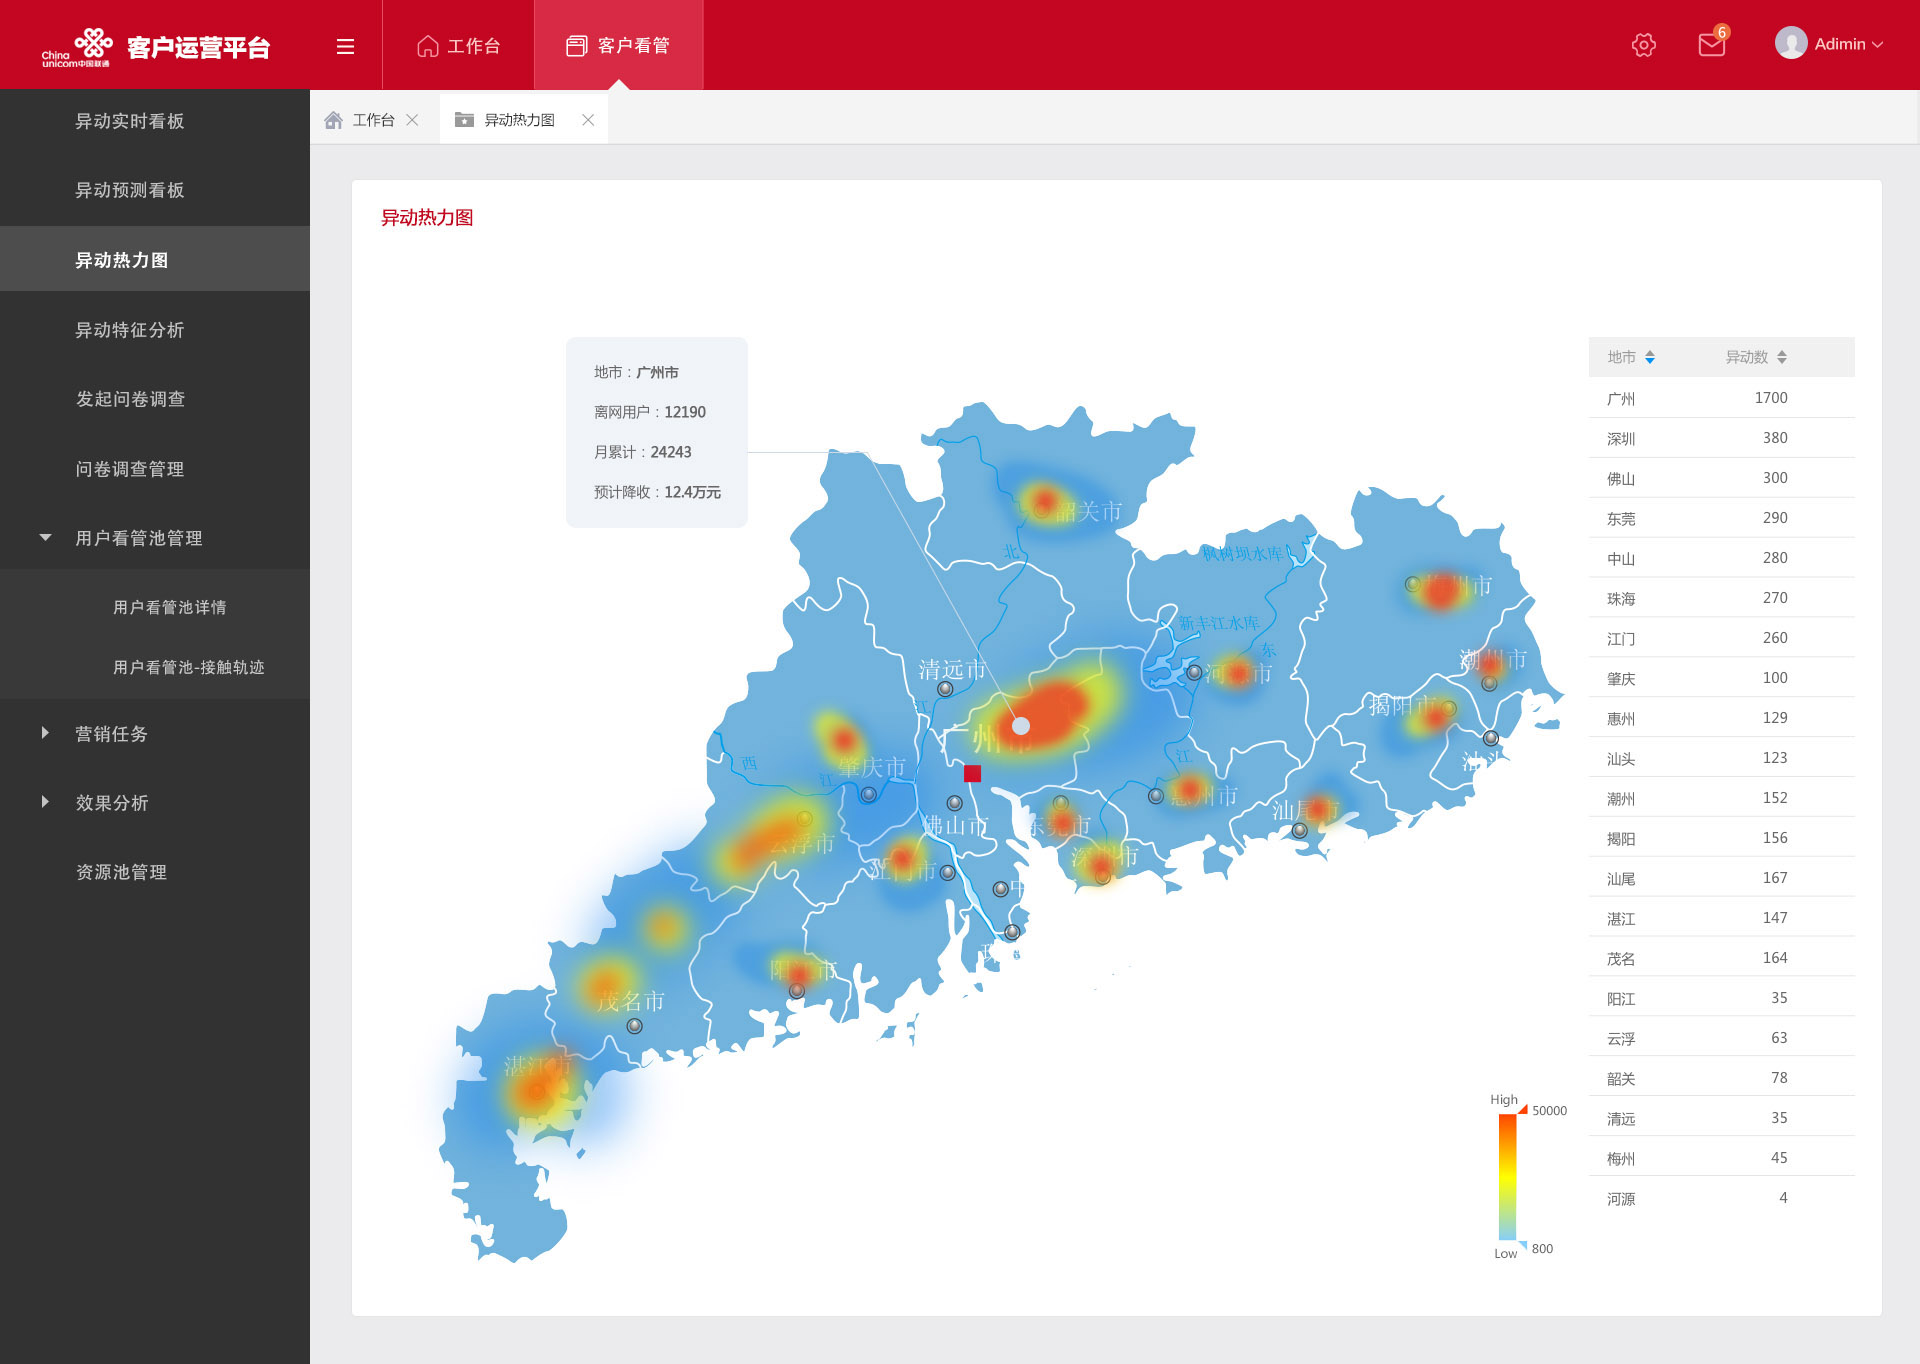 China unicom中国联通
客户运营平台
工作台
客户看管
6
Adimin
异动实时看板
异动预测看板
异动热力图
异动特征分析
发起问卷调查
问卷调查管理
用户看管池管理
用户看管池详情
用户看管池-接触轨迹
营销任务
效果分析
资源池管理
工作台
异动热力图
异动热力图
地市：广州市
离网用户：12190
月累计：24243
预计降收：12.4万元
韶关市
北
枫树坝水库
新丰江水库
东
河源市
梅州市
潮州市
揭阳市
汕头
清远市
江
广州市
西
江
肇庆市
江
惠州市
汕尾市
佛山市
东莞市
深圳市
云浮市
江门市
中
珠
阳江市
茂名市
湛江市
地市 异动数
广州 1700
深圳 380
佛山 300
东莞 290
中山 280
珠海 270
江门 260
肇庆 100
惠州 129
汕头 123
潮州 152
揭阳 156
汕尾 167
湛江 147
茂名 164
阳江 35
云浮 63
韶关 78
清远 35
梅州 45
河源 4
High
50000
Low
800